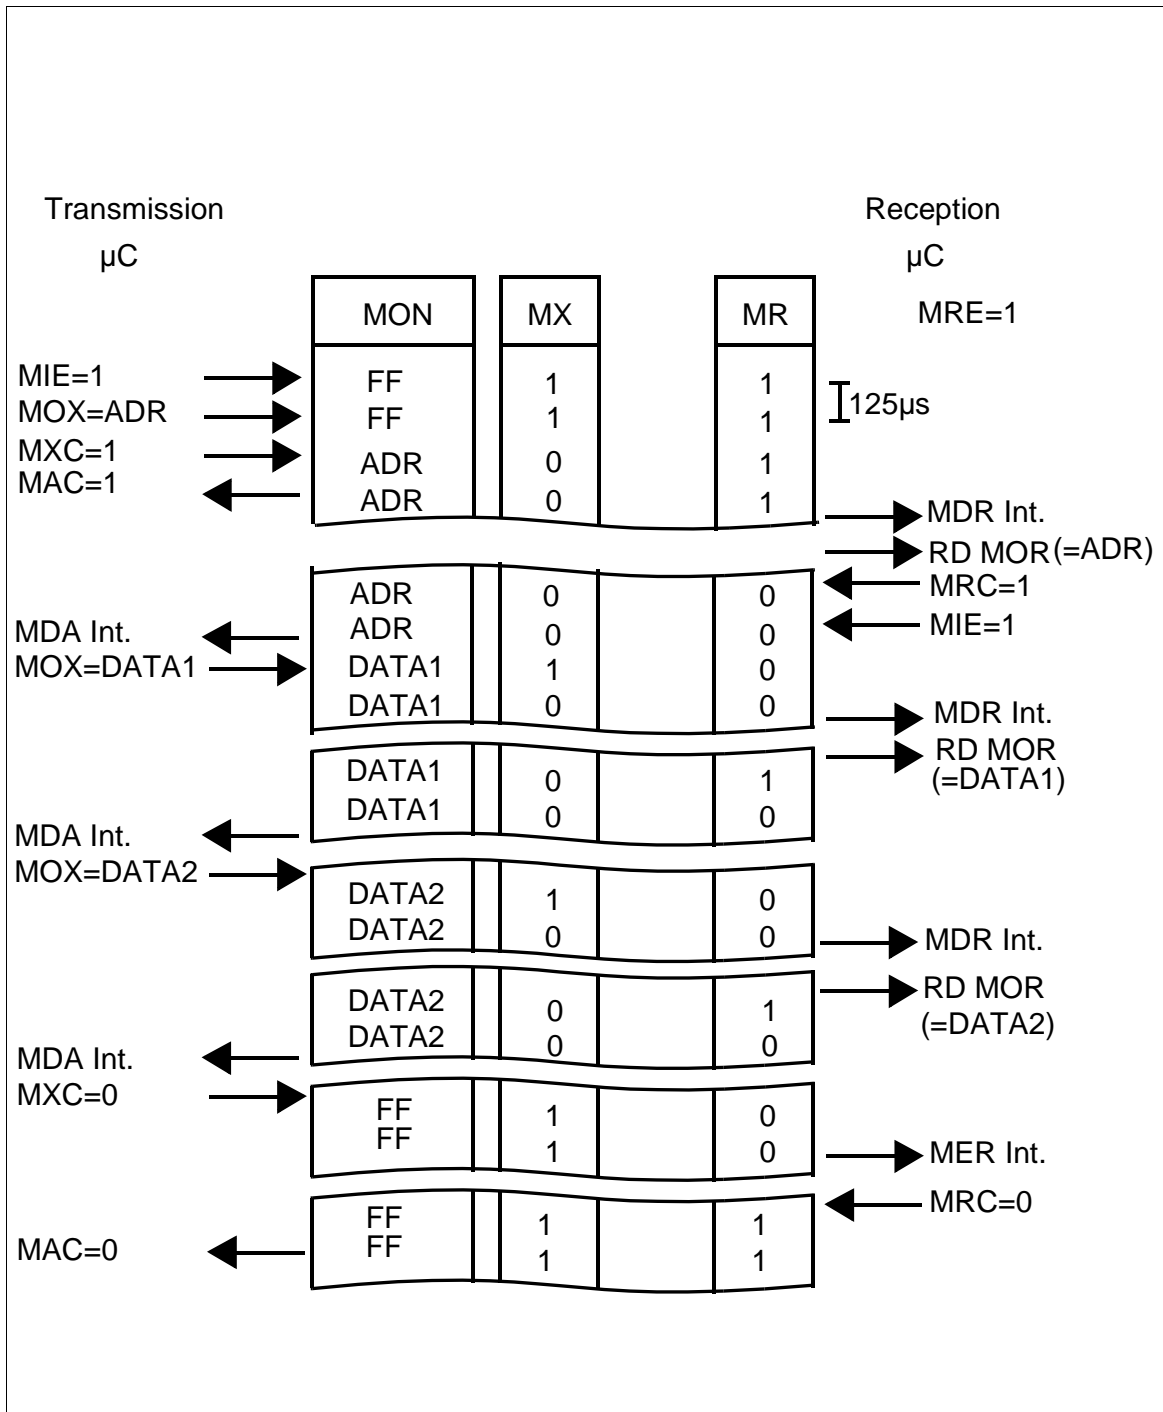 Transmission Reception
µC µC
MON MX MR MRE=1
MIE=1 FF 1 1
125µs
MOX=ADR FF 1 1
MXC=1 ADR 0 1
MAC=1 ADR 0 1
MDR Int.
RD MOR (=ADR)
ADR 0 0 MRC=1
MDA Int. ADR 0 0 MIE=1
MOX=DATA1 DATA1 1 0
DATA1 0 0 MDR Int.
DATA1 0 1 RD MOR
(=DATA1)
DATA1 0 0
MDA Int.
MOX=DATA2
DATA2 1 0
DATA2 0 0 MDR Int.
DATA2 0 1 RD MOR
(=DATA2)
DATA2 0 0
MDA Int.
MXC=0
FF 1 0
FF 1 0 MER Int.
MRC=0
FF 1 1
MAC=0 FF 1 1